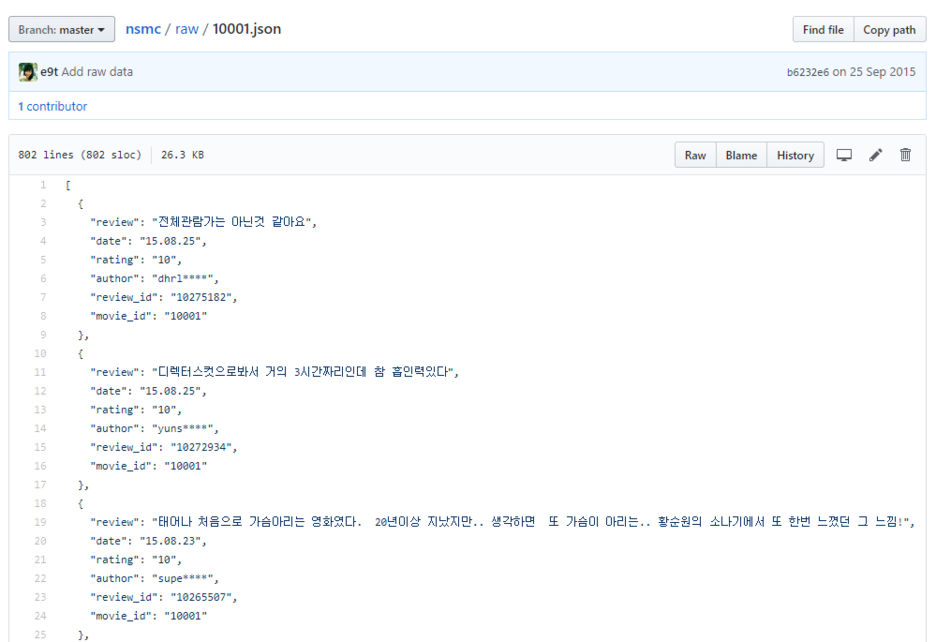 Branch: master nsmc / raw / 10001.json Find file Copy path
e9t Add raw data b6232e6 on 25 Sep 2015
1 contributor
802 lines (802 sloc) 26.3 KB Raw Blame History
1 [
2 {
3 "review": "전체관람가는 아닌것 같아요",
4 "date": "15.08.25",
5 "rating": "10",
6 "author": "dhrl****",
7 "review_id": "10275182",
8 "movie_id": "10001"
9 },
10 {
11 "review": "디렉터스컷으로봐서 거의 3시간짜리인데 참 흡인력있다",
12 "date": "15.08.25",
13 "rating": "10",
14 "author": "yuns****",
15 "review_id": "10272934",
16 "movie_id": "10001"
17 },
18 {
19 "review": "태어나 처음으로 가슴아리는 영화였다. 20년이상 지났지만.. 생각하면 또 가슴이 아리는.. 황순원의 소나기에서 또 한번 느꼈던 그 느낌!",
20 "date": "15.08.23",
21 "rating": "10",
22 "author": "supe****",
23 "review_id": "10265507",
24 "movie_id": "10001"
25 },